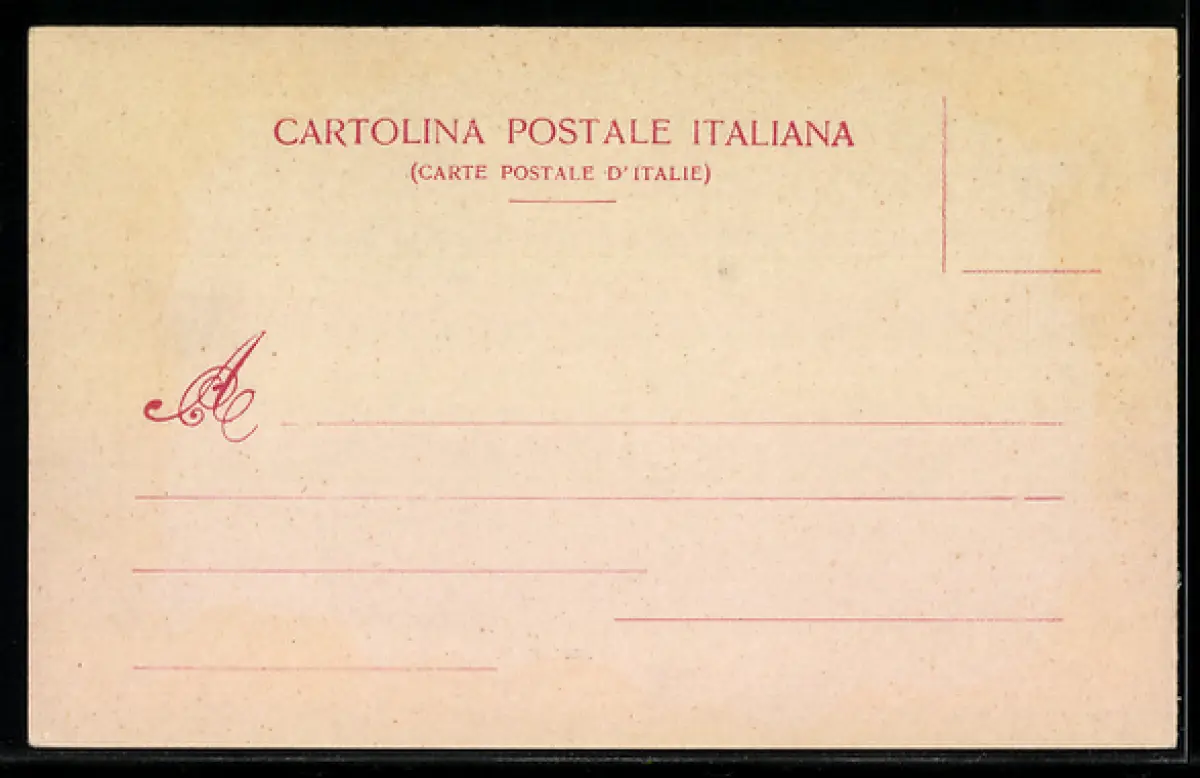 CARTOLINA POSTALE ITALIANA
(CARTE POSTALE D'ITALIE)
A